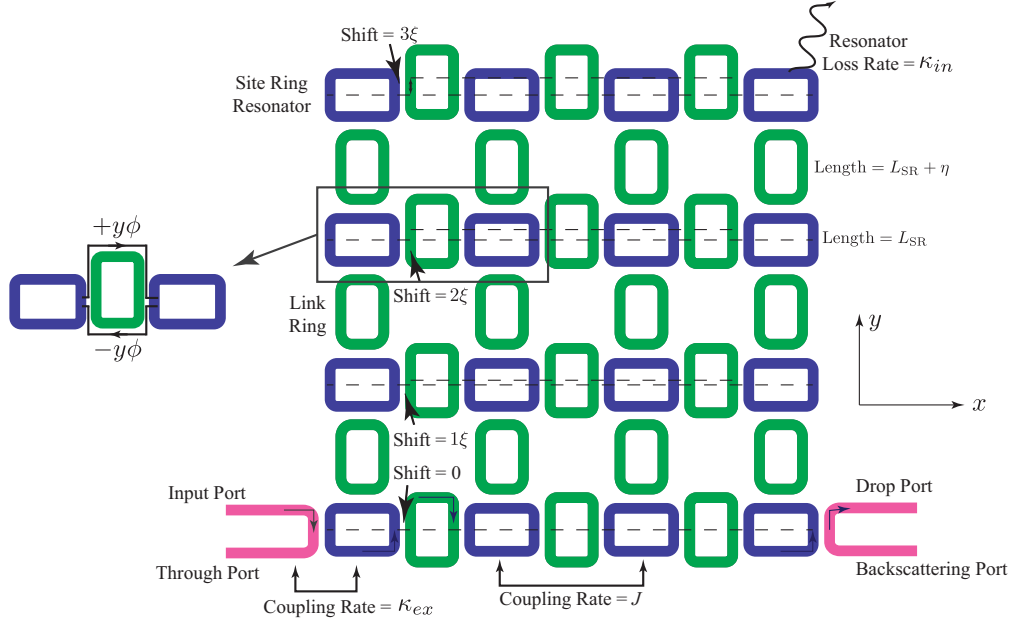 Shift = 3ξ
Resonator
Loss Rate = κ_in
Site Ring
Resonator
Length = L_SR + η
+yϕ
Length = L_SR
Shift = 2ξ
Link
Ring
−yϕ
y
x
Shift = 1ξ
Shift = 0
Input Port
Drop Port
Through Port
Backscattering Port
Coupling Rate = κ_ex
Coupling Rate = J